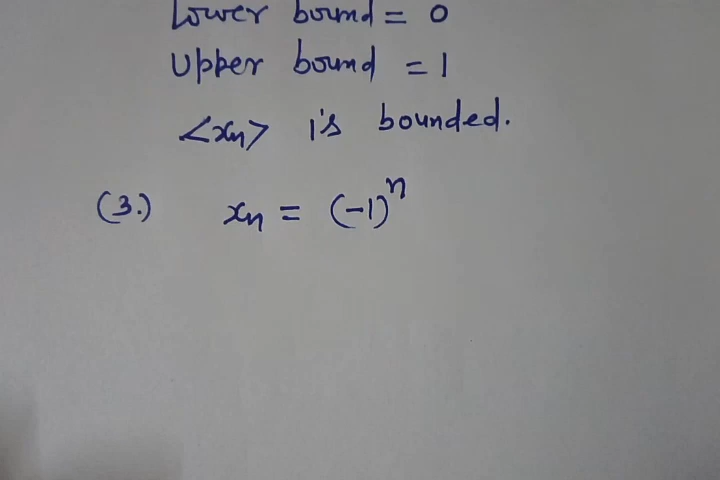 Lower bound = 0
Upper bound = 1
<xn> is bounded.
(3.) xn = (-1)^n